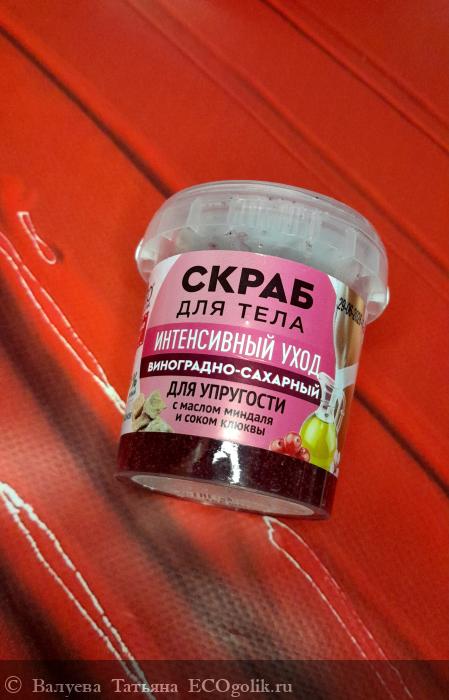 СКРАБ
ДЛЯ ТЕЛА
ИНТЕНСИВНЫЙ УХОД
ВИНОГРАДНО-САХАРНЫЙ
ДЛЯ УПРУГОСТИ
с маслом миндаля
и соком клюквы
© Валуева Татьяна ECOgolik.ru